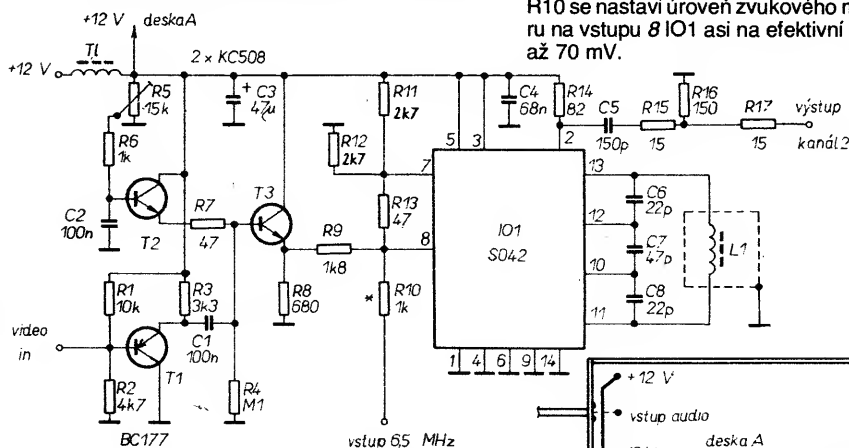 R10 se nastaví úroveň zvukového
ru na vstupu 8 IO1 asi na efektivní
až 70 mV.
+12 V
deska A
+12 V
Tl
2 x KC508
R5
15k
R6
1k
C2
100n
T2
R7
47
C3
+
47µ
T3
R11
2k7
R12
2k7
R13
47
C4
68n
R14
82
C5
150p
R15
15
R16
150
R17
15
výstup
kanál 2
5
3
2
7
8
IO1
S042
13
12
10
11
C6
22p
C7
47p
C8
22p
L1
R9
1k8
R8
680
*
R10
1k
R1
10k
R3
3k3
C1
100n
video
in
T1
R2
4k7
R4
M1
BC177
vstup 6,5 MHz
1
4
6
9
14
+12 V
vstup audio
deska A